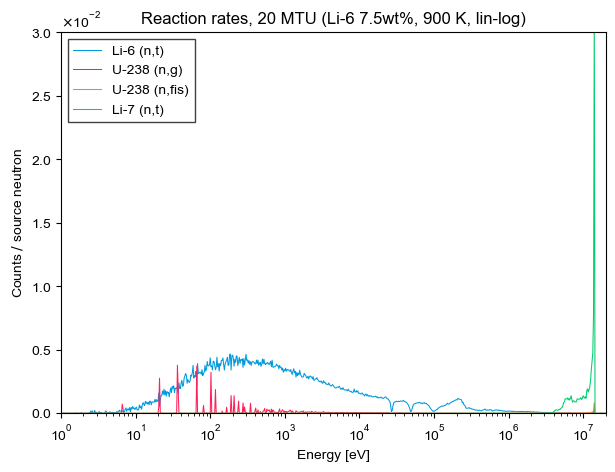 Reaction rates, 20 MTU (Li-6 7.5wt%, 900 K, lin-log)
×10⁻²
3.0
2.5
2.0
1.5
1.0
0.5
0.0
Counts / source neutron
Li-6 (n,t)
U-238 (n,g)
U-238 (n,fis)
Li-7 (n,t)
10⁰ 10¹ 10² 10³ 10⁴ 10⁵ 10⁶ 10⁷
Energy [eV]